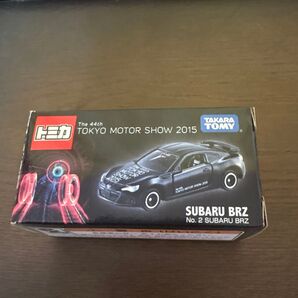 トミカ
The 44th
TOKYO MOTOR SHOW 2015
TAKARA
TOMY
SUBARU BRZ
No. 2 SUBARU BRZ